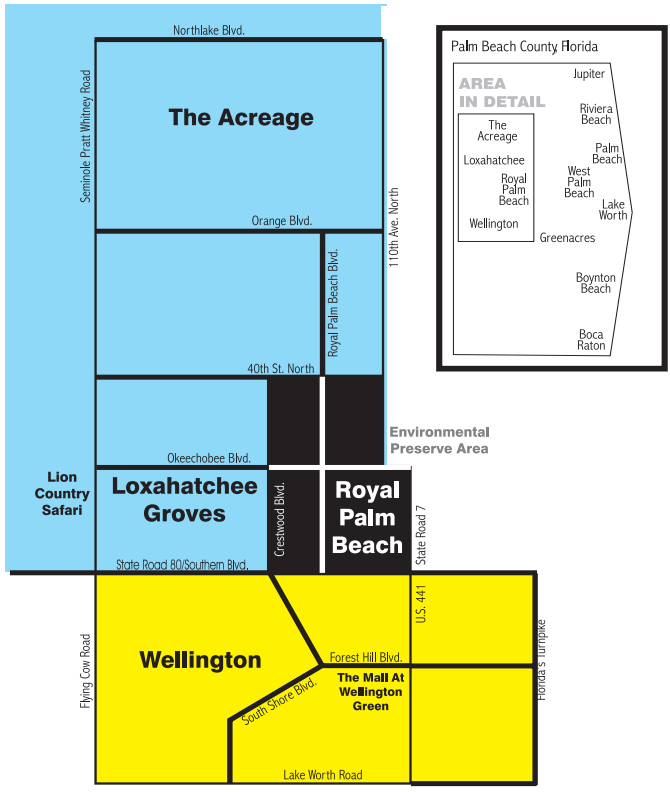 Northlake Blvd.
Seminole Pratt Whitney Road
The Acreage
Orange Blvd.
110th Ave. North
Royal Palm Beach Blvd.
40th St. North
Environmental
Preserve Area
Okeechobee Blvd.
Lion
Country
Safari
Loxahatchee
Groves
Crestwood Blvd.
Royal
Palm
Beach
State Road 7
State Road 80/Southern Blvd.
U.S. 441
Flying Cow Road
Wellington
Forest Hill Blvd.
Florida's Turnpike
South Shore Blvd.
The Mall At
Wellington
Green
Lake Worth Road
Palm Beach County, Florida
AREA
IN DETAIL
The
Acreage
Loxahatchee
Royal
Palm
Beach
Wellington
Jupiter
Riviera
Beach
Palm
Beach
West
Palm
Beach
Lake
Worth
Greenacres
Boynton
Beach
Boca
Raton